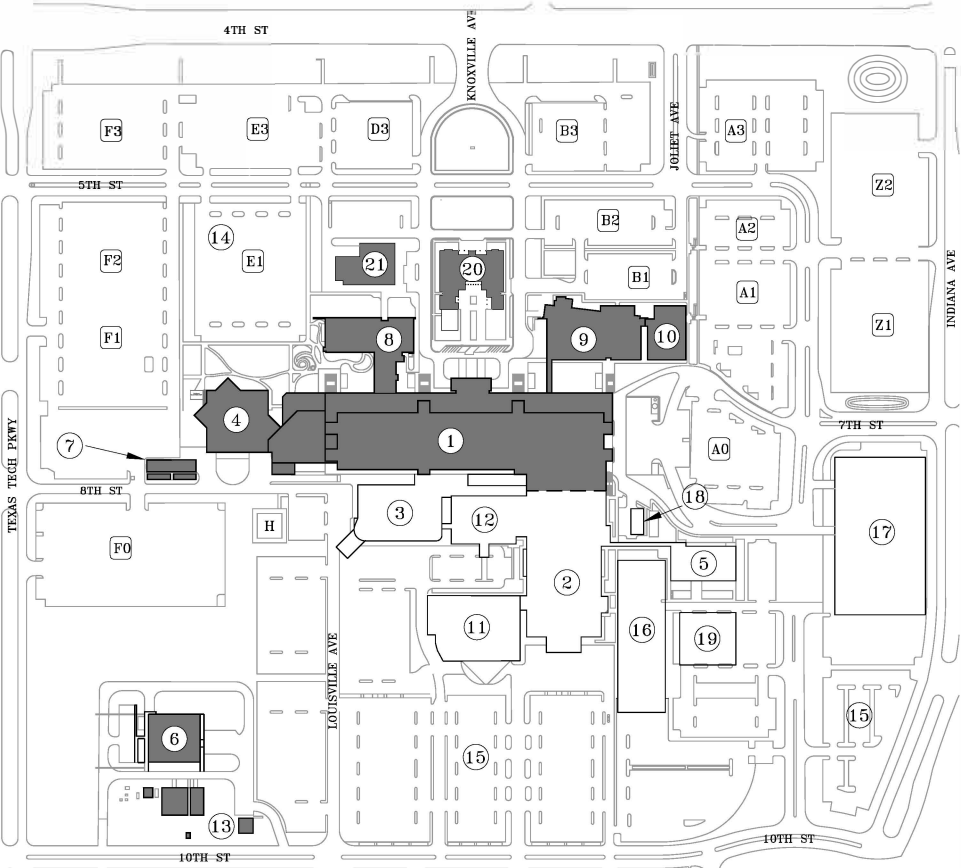 4TH ST
KNOXVILLE AVE
JOLIET AVE
F3
E3
D3
B3
A3
5TH ST
Z2
B2
A2
14
F2
E1
21
20
B1
A1
INDIANA AVE
F1
8
9
10
Z1
4
1
7TH ST
7
A0
TEXAS TECH PKWY
8TH ST
18
3
12
H
17
F0
5
2
11
16
19
LOUISVILLE AVE
15
6
15
13
10TH ST
10TH ST